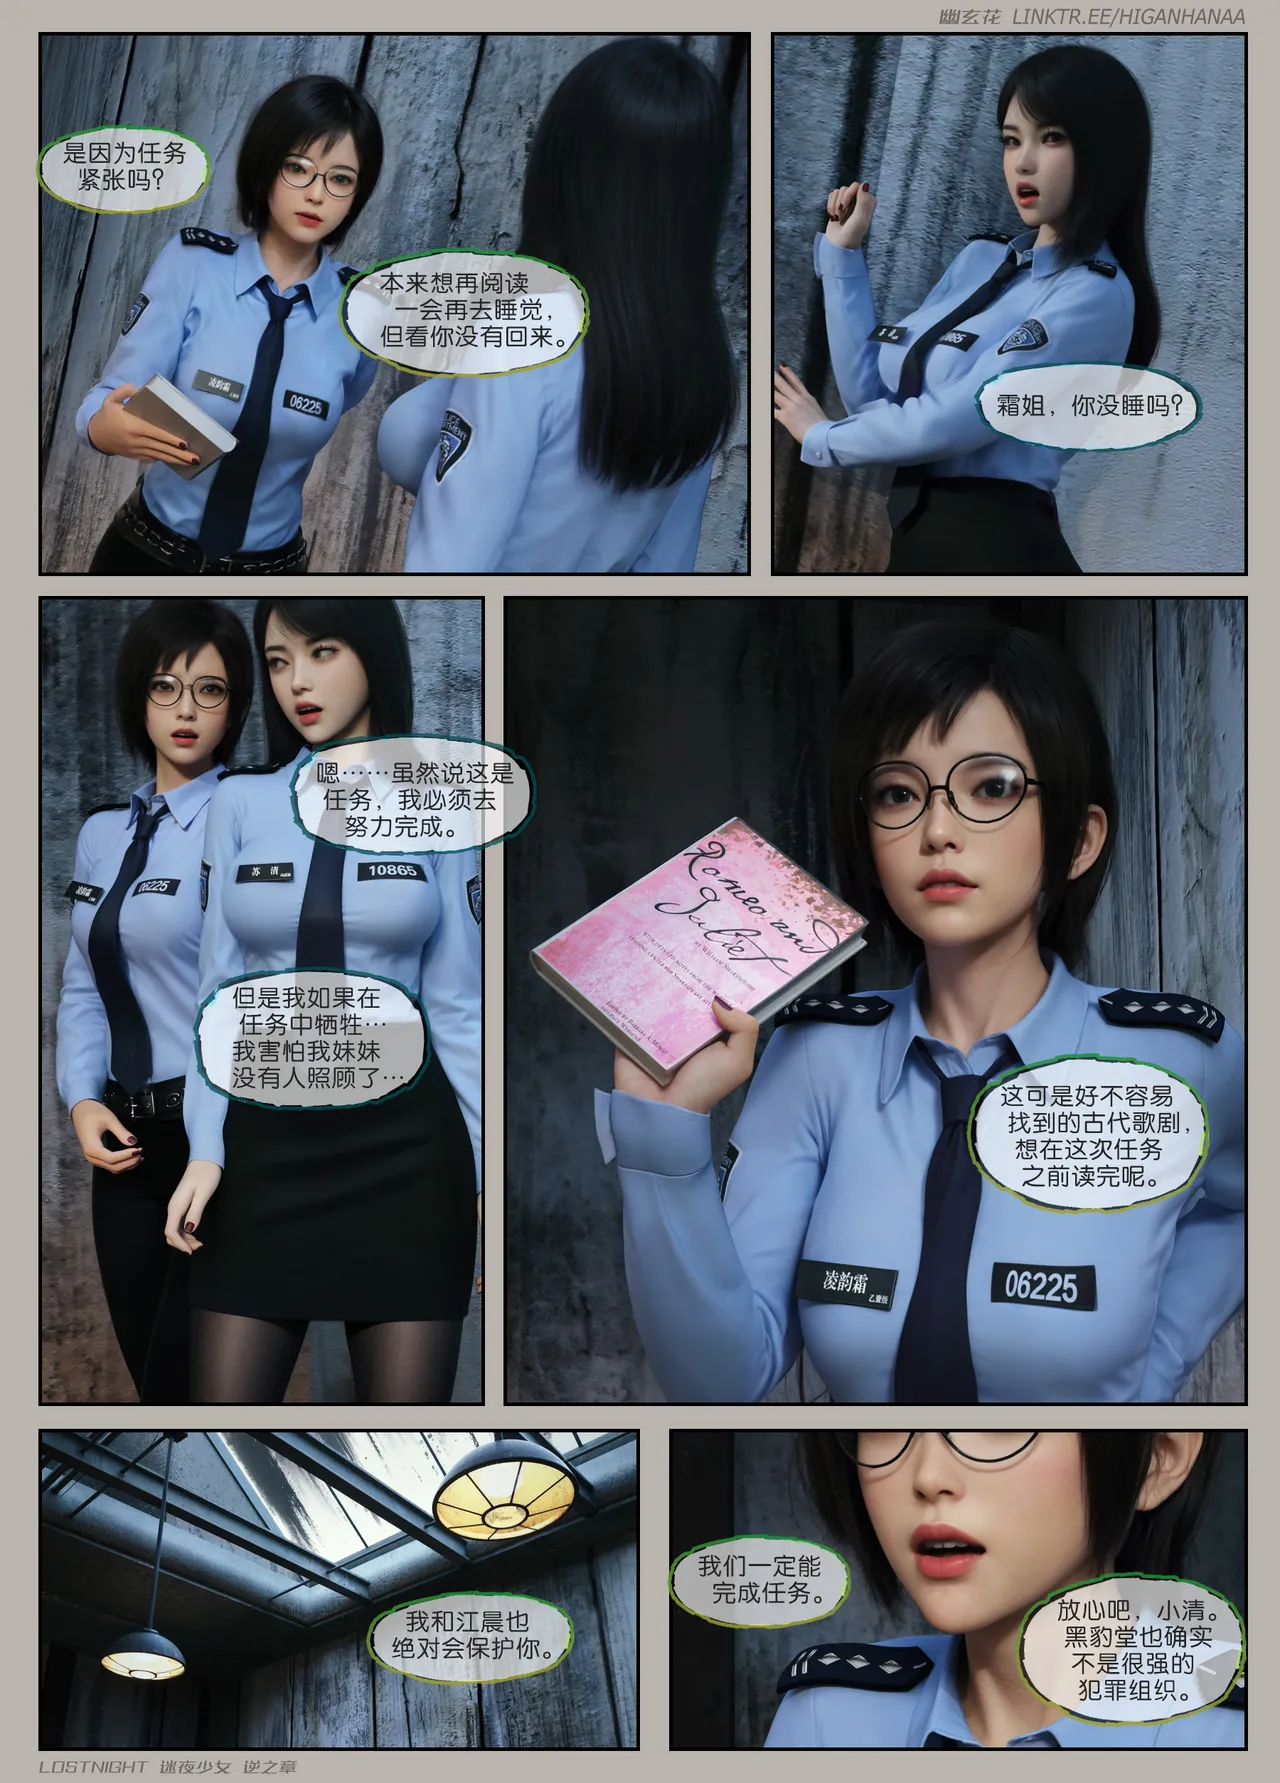 幽玄花 LINKTR.EE/HIGANHANAA
是因为任务
紧张吗?
本来想再阅读
一会再去睡觉,
但看你没有回来。
凌韵霜
06225
霜姐, 你没睡吗?
嗯……虽然说这是
任务, 我必须去
努力完成。
凌韵霜
06225
苏清
10865
但是我如果在
任务中牺牲…
我害怕我妹妹
没有人照顾了…
Romeo and
Juliet
BY WILLIAM SHAKESPEARE
这可是好不容易
找到的古代歌剧,
想在这次任务
之前读完呢。
凌韵霜
06225
我和江晨也
绝对会保护你。
我们一定能
完成任务。
放心吧, 小清。
黑豹堂也确实
不是很强的
犯罪组织。
LOSTNIGHT 迷夜少女 逆之章